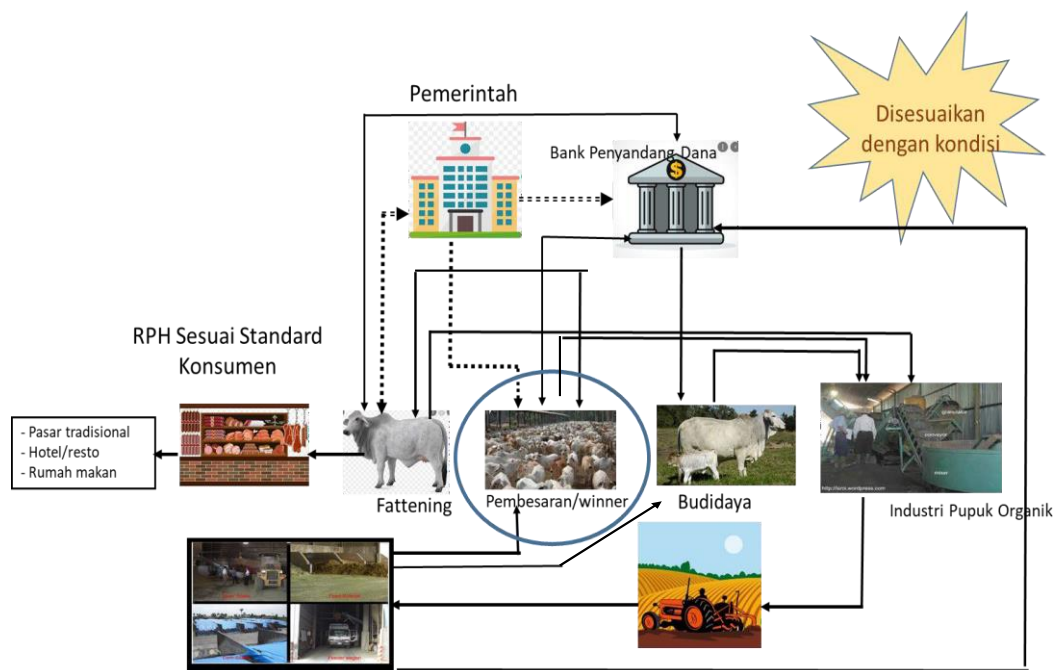 Pemerintah
Bank Penyandang Dana
Disesuaikan
dengan kondisi
RPH Sesuai Standard
Konsumen
- Pasar tradisional
- Hotel/resto
- Rumah makan
Fattening
Pembesaran/winner
Budidaya
Industri Pupuk Organik